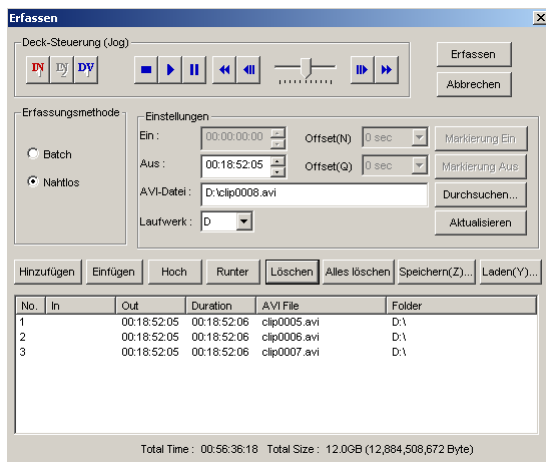 Erfassen
Deck-Steuerung (Jog)
IN IN DV
Erfassen
Abbrechen
Erfassungsmethode
Batch
Nahtlos
Einstellungen
Ein : 00:00:00:00 Offset(N) 0 sec Markierung Ein
Aus : 00:18:52:05 Offset(Q) 0 sec Markierung Aus
AVI-Datei : D:\clip0008.avi Durchsuchen...
Laufwerk : D Aktualisieren
Hinzufügen Einfügen Hoch Runter Löschen Alles löschen Speichern(Z)... Laden(Y)...
No. In Out Duration AVI File Folder
1 00:18:52:05 00:18:52:06 clip0005.avi D:\
2 00:18:52:05 00:18:52:06 clip0006.avi D:\
3 00:18:52:05 00:18:52:06 clip0007.avi D:\
Total Time : 00:56:36:18 Total Size : 12.0GB (12,884,508,672 Byte)